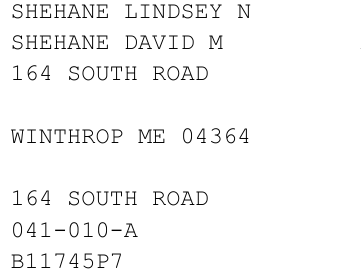 SHEHANE LINDSEY N
SHEHANE DAVID M
164 SOUTH ROAD
WINTHROP ME 04364
164 SOUTH ROAD
041-010-A
B11745P7